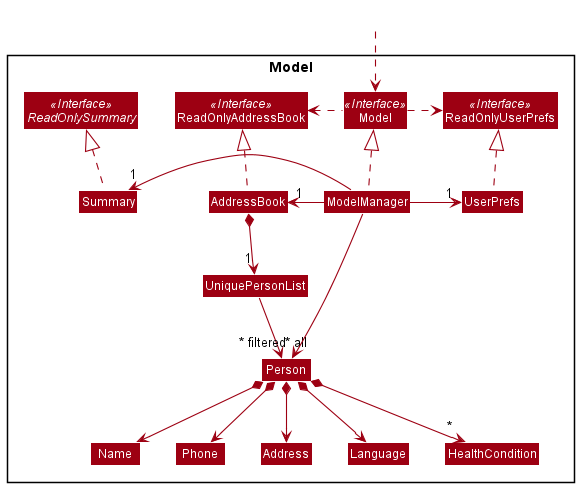 Model
«Interface»
ReadOnlySummary
«Interface»
ReadOnlyAddressBook
«Interface»
Model
«Interface»
ReadOnlyUserPrefs
1
Summary
AddressBook
1
ModelManager
1
UserPrefs
1
UniquePersonList
* filtered
* all
Person
*
Name
Phone
Address
Language
HealthCondition